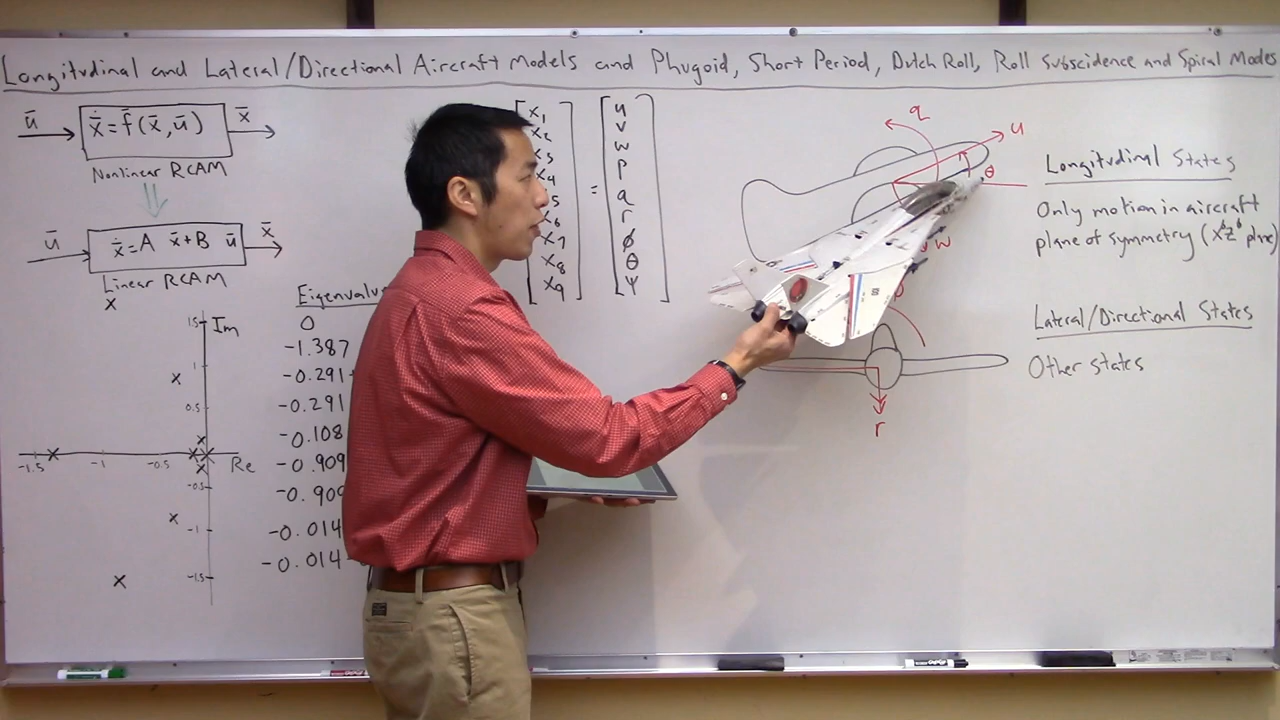 Longitudinal and Lateral/Directional Aircraft Models and Phugoid, Short Period, Dutch Roll, Roll Subscidence and Spiral Modes
ū
ẋ̄ = f̄(x̄, ū)
x̄
Nonlinear RCAM
ū
ẋ̄ = A x̄ + B ū
x̄
Linear RCAM
1.5
Im
1
0.5
-1.5
-1
-0.5
Re
-0.5
-1
-1.5
0
-1.387
-0.291
-0.291
-0.108
-0.909
-0.909
-0.014
-0.014
x1
x2
x3
x4
x6
x7
x8
x9
=
u
v
w
p
q
r
φ
θ
ψ
q
u
θ
w
r
Longitudinal States
Only motion in aircraft
plane of symmetry (XᵇZᵇ plane)
Lateral/Directional States
Other states